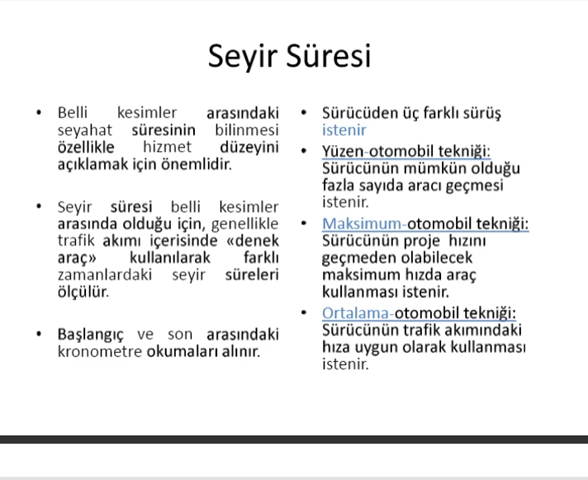 Seyir Süresi
• Belli kesimler arasındaki
seyahat süresinin bilinmesi
özellikle hizmet düzeyini
açıklamak için önemlidir.
• Seyir süresi belli kesimler
arasında olduğu için, genellikle
trafik akımı içerisinde «denek
araç» kullanılarak farklı
zamanlardaki seyir süreleri
ölçülür.
• Başlangıç ve son arasındaki
kronometre okumaları alınır.
• Sürücüden üç farklı sürüş
istenir
• Yüzen-otomobil tekniği:
Sürücünün mümkün olduğu
fazla sayıda aracı geçmesi
istenir.
• Maksimum-otomobil tekniği:
Sürücünün proje hızını
geçmeden olabilecek
maksimum hızda araç
kullanması istenir.
• Ortalama-otomobil tekniği:
Sürücünün trafik akımındaki
hıza uygun olarak kullanması
istenir.